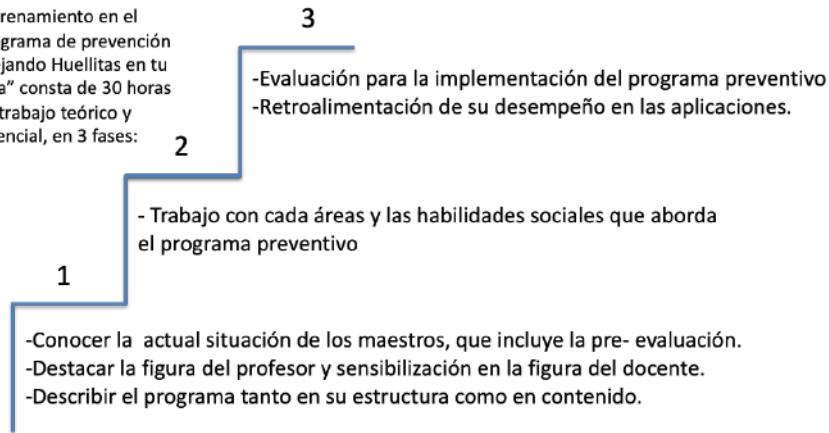 grama de prevención
jando Huellitas en tu
a” consta de 30 horas
trabajo teórico y
encial, en 3 fases:
3
-Evaluación para la implementación del programa preventivo
-Retroalimentación de su desempeño en las aplicaciones.
2
- Trabajo con cada áreas y las habilidades sociales que aborda
el programa preventivo
1
-Conocer la  actual situación de los maestros, que incluye la pre- evaluación.
-Destacar la figura del profesor y sensibilización en la figura del docente.
-Describir el programa tanto en su estructura como en contenido.